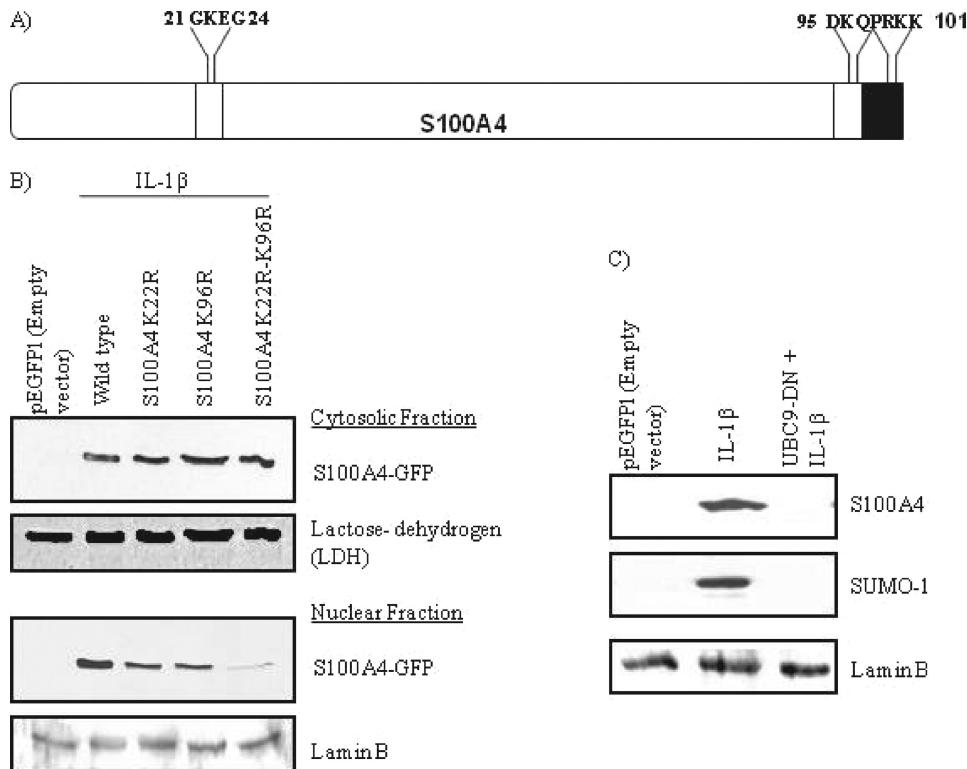 A)
21 GKEG 24
95 DKQPRKK 101
S100A4
B)
IL-1β
pEGFP1 (Empty
vector)
Wild type
S100A4 K22R
S100A4 K96R
S100A4 K22R-K96R
Cytosolic Fraction
S100A4-GFP
Lactose- dehydrogen
(LDH)
Nuclear Fraction
S100A4-GFP
Lamin B
C)
pEGFP1 (Empty
vector)
IL-1β
UBC9-DN +
IL-1β
S100A4
SUMO-1
Lamin B